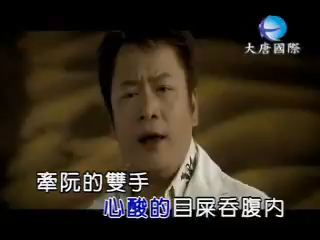 大唐國際
牽阮的雙手
心酸的目屎吞腹內